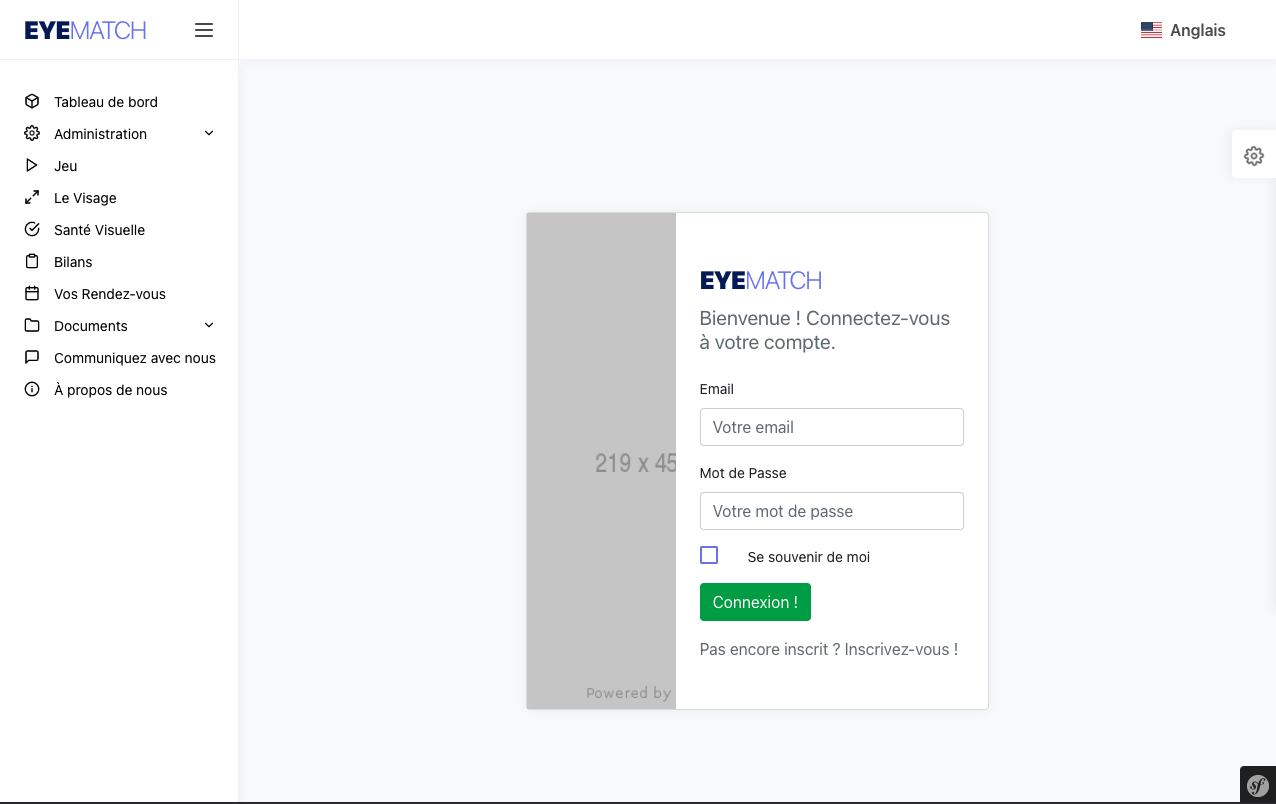 EYEMATCH
Anglais
Tableau de bord
Administration
Jeu
Le Visage
Santé Visuelle
Bilans
Vos Rendez-vous
Documents
Communiquez avec nous
À propos de nous
219 x 45
Powered by
EYEMATCH
Bienvenue ! Connectez-vous
à votre compte.
Email
Votre email
Mot de Passe
Votre mot de passe
Se souvenir de moi
Connexion !
Pas encore inscrit ? Inscrivez-vous !
sf